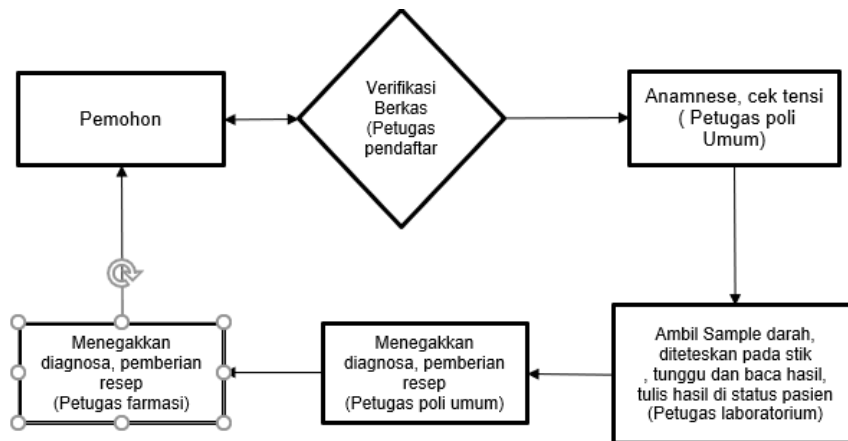 Pemohon
Verifikasi
Berkas
(Petugas
pendaftar
Anamnese, cek tensi
( Petugas poli
Umum)
Ambil Sample darah,
diteteskan pada stik
, tunggu dan baca hasil,
tulis hasil di status pasien
(Petugas laboratorium)
Menegakkan
diagnosa, pemberian
resep
(Petugas poli umum)
Menegakkan
diagnosa, pemberian
resep
(Petugas farmasi)